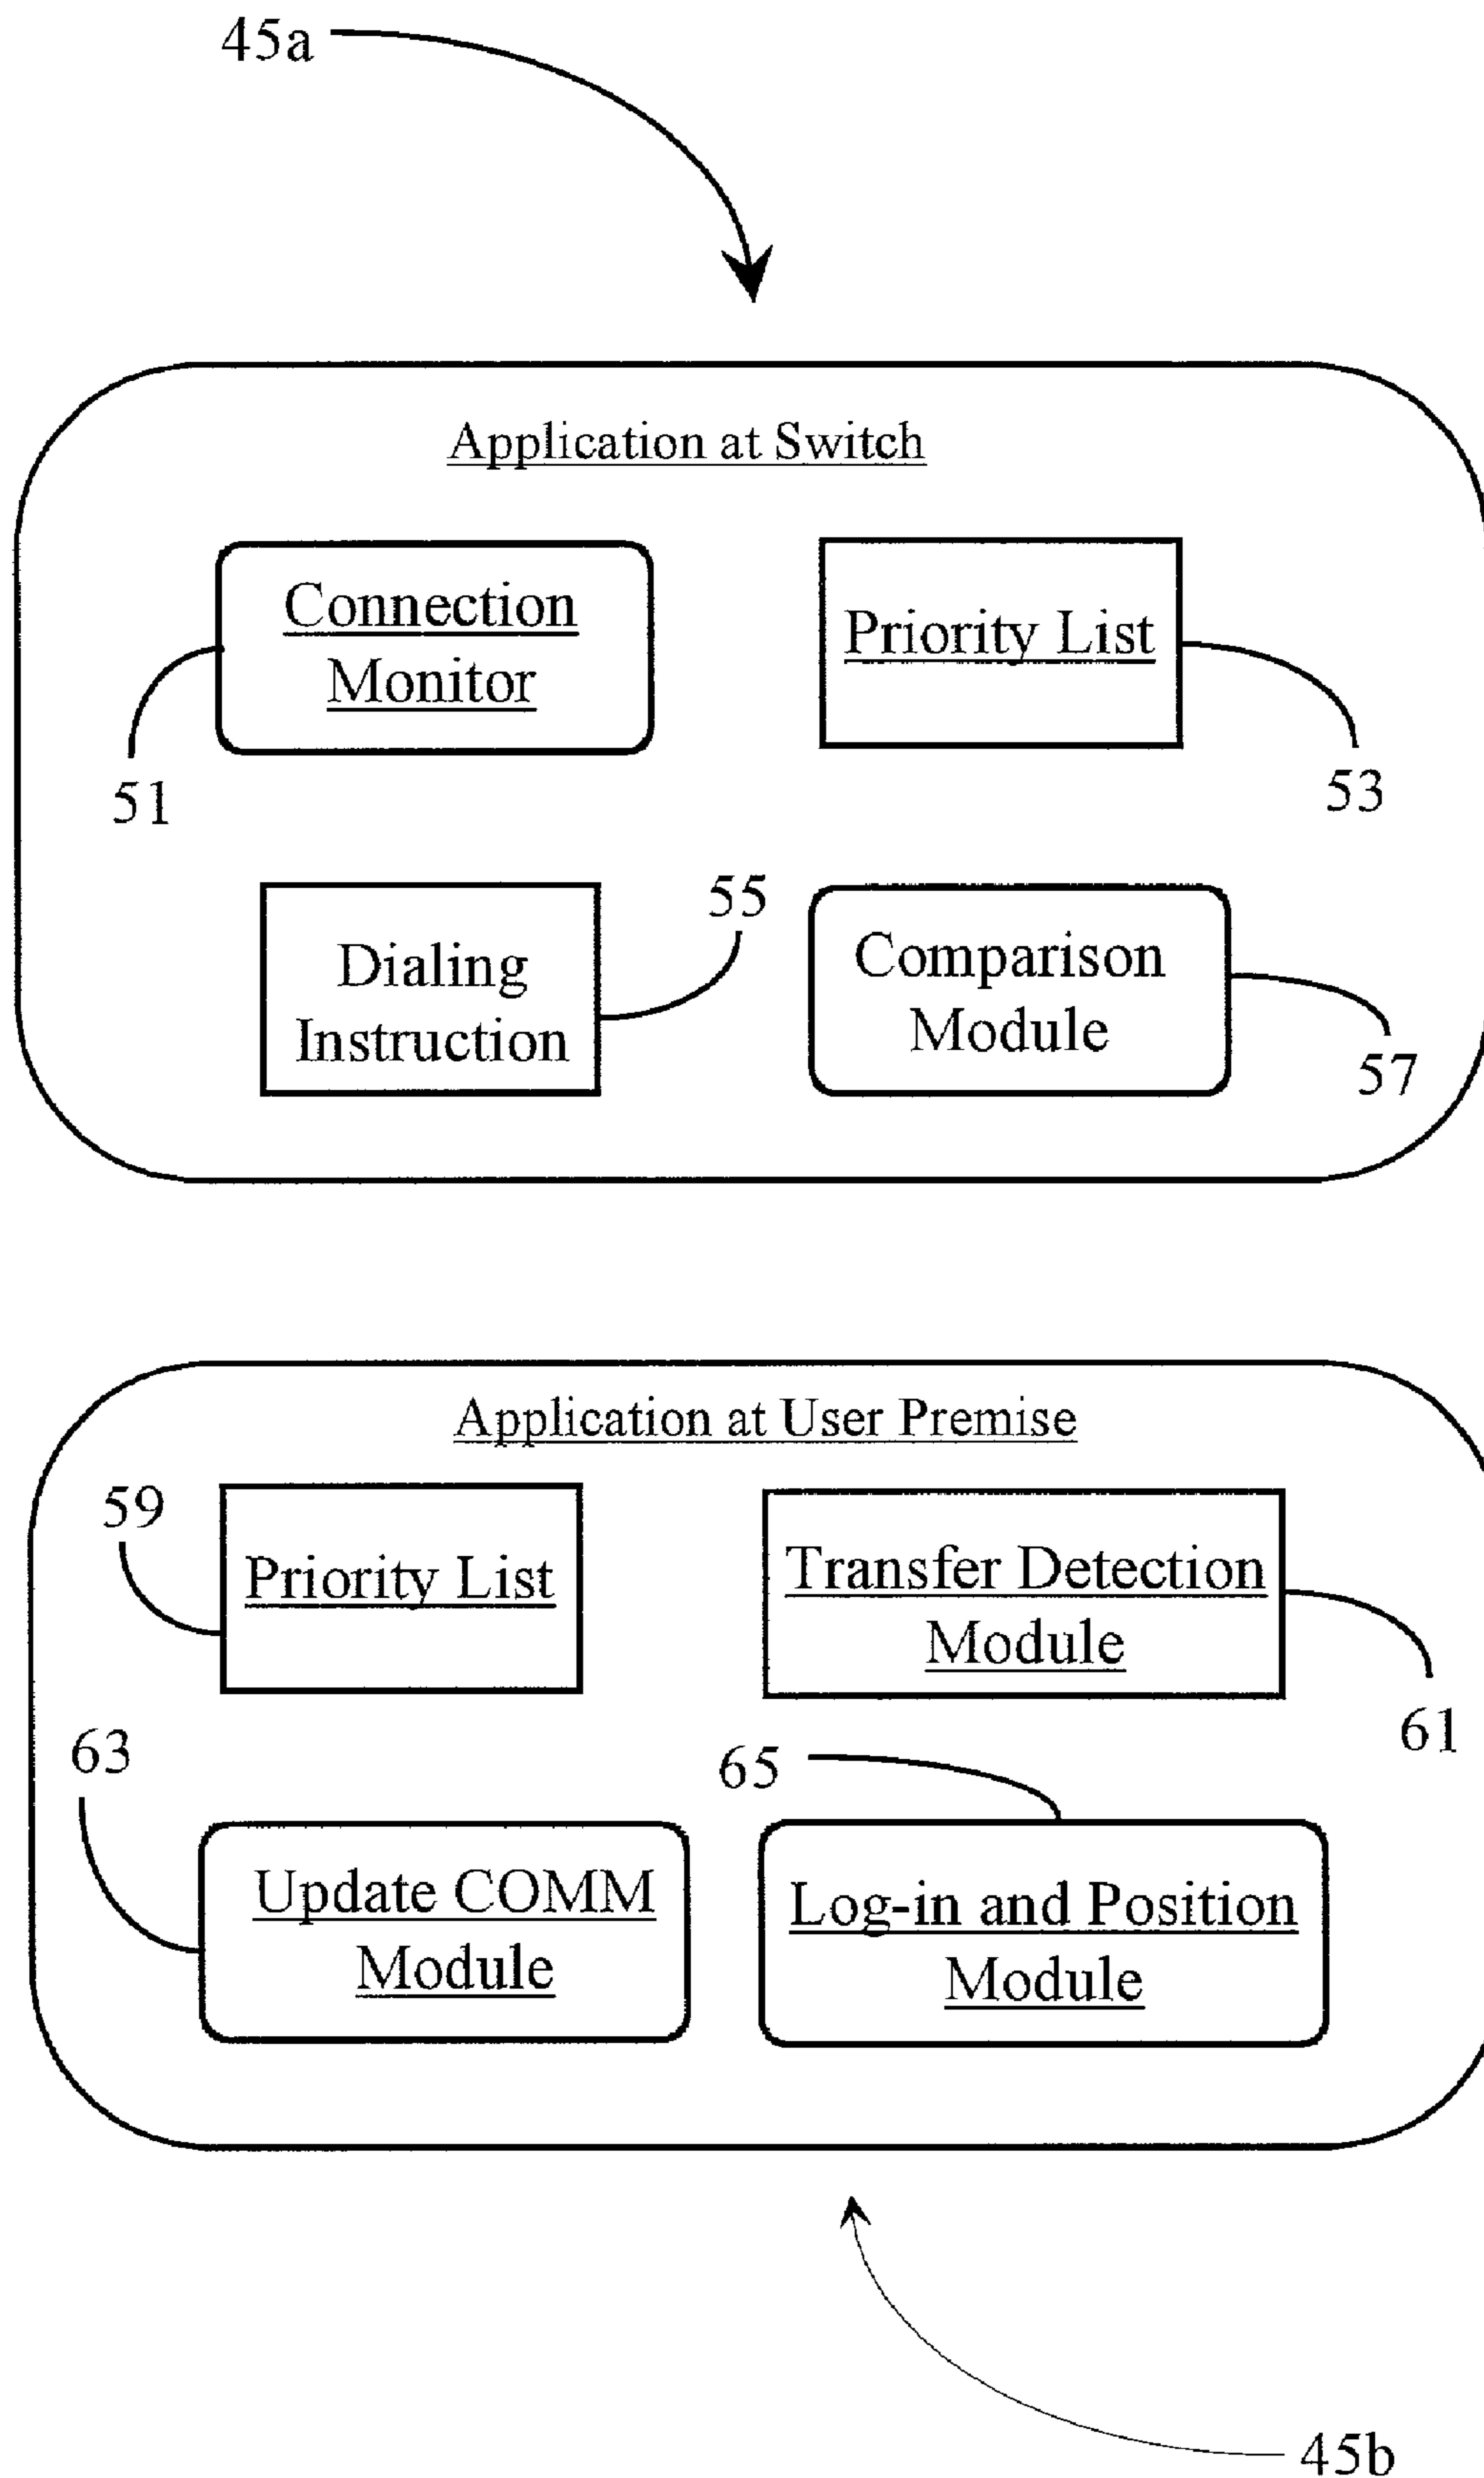 45a
Application at Switch
Connection
Monitor
Priority List
51
53
Dialing
Instruction
55
Comparison
Module
57
Application at User Premise
59
Priority List
Transfer Detection
Module
61
63
65
Update COMM
Module
Log-in and Position
Module
45b